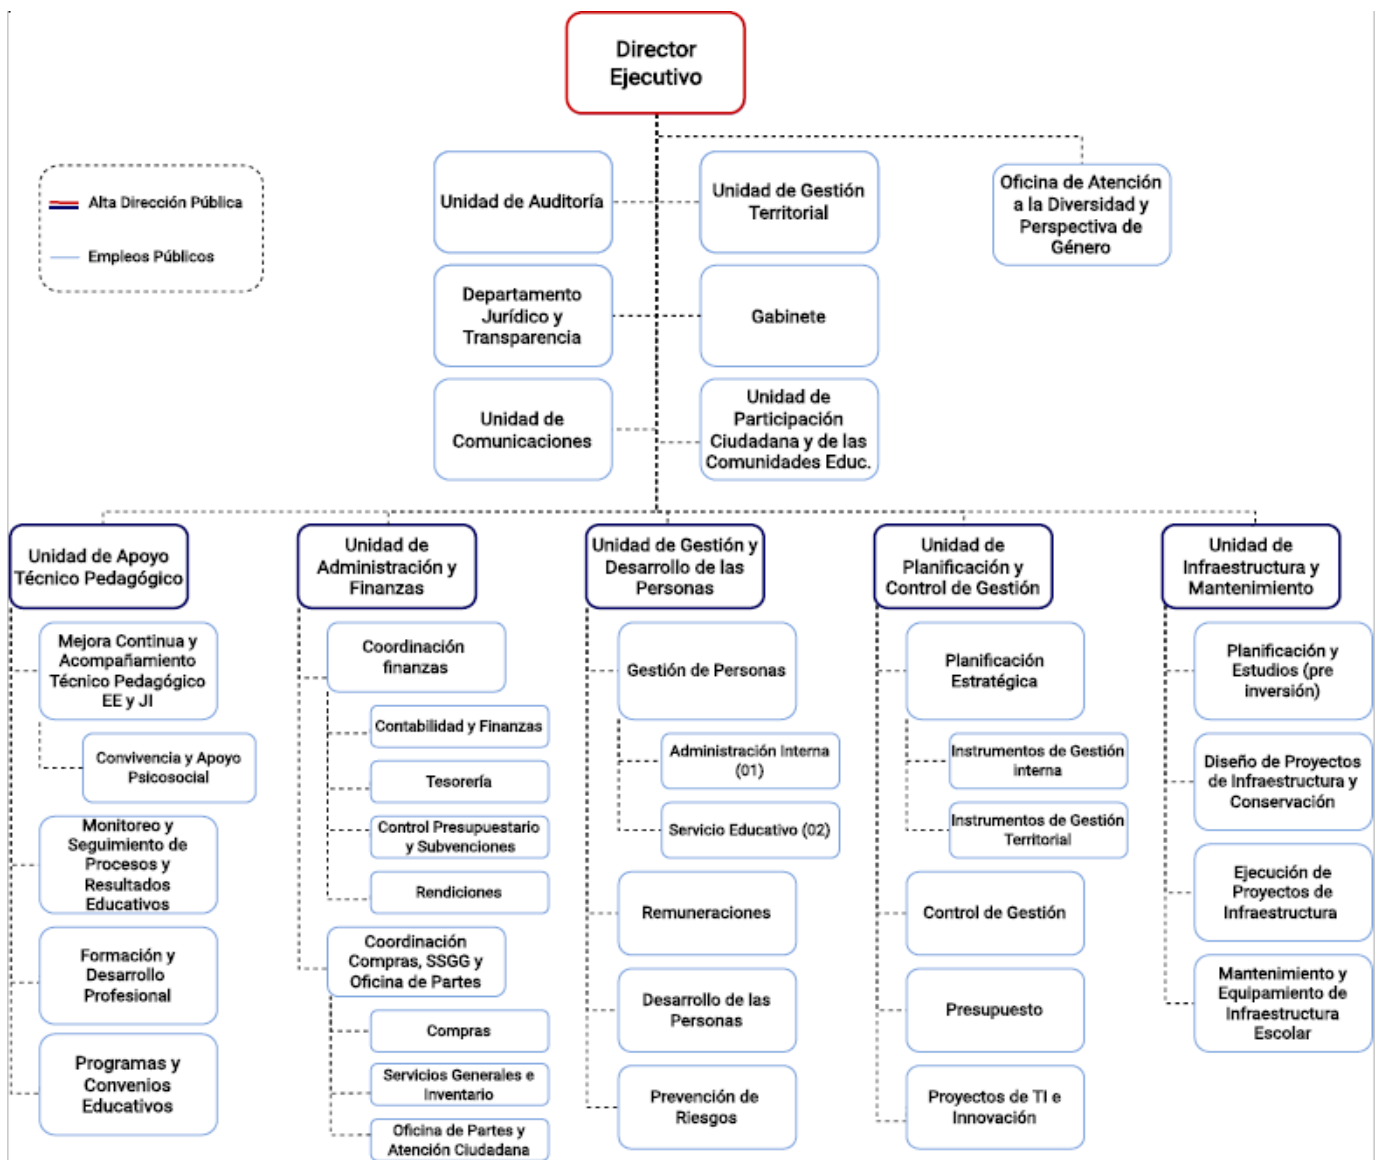 Director
Ejecutivo
Alta Dirección Pública
Empleos Públicos
Unidad de Auditoría
Unidad de Gestión
Territorial
Oficina de Atención
a la Diversidad y
Perspectiva de
Género
Departamento
Jurídico y
Transparencia
Gabinete
Unidad de
Comunicaciones
Unidad de
Participación
Ciudadana y de las
Comunidades Educ.
Unidad de Apoyo
Técnico Pedagógico
Mejora Continua y
Acompañamiento
Técnico Pedagógico
EE y JI
Convivencia y Apoyo
Psicosocial
Monitoreo y
Seguimiento de
Procesos y
Resultados
Educativos
Formación y
Desarrollo
Profesional
Programas y
Convenios
Educativos
Unidad de
Administración y
Finanzas
Coordinación
finanzas
Contabilidad y Finanzas
Tesorería
Control Presupuestario
y Subvenciones
Rendiciones
Coordinación
Compras, SSGG y
Oficina de Partes
Compras
Servicios Generales e
Inventario
Oficina de Partes y
Atención Ciudadana
Unidad de Gestión y
Desarrollo de las
Personas
Gestión de Personas
Administración Interna
(01)
Servicio Educativo (02)
Remuneraciones
Desarrollo de las
Personas
Prevención de
Riesgos
Unidad de
Planificación y
Control de Gestión
Planificación
Estratégica
Instrumentos de Gestión
interna
Instrumentos de Gestión
Territorial
Control de Gestión
Presupuesto
Proyectos de TI e
Innovación
Unidad de
Infraestructura y
Mantenimiento
Planificación y
Estudios (pre
inversión)
Diseño de Proyectos
de Infraestructura y
Conservación
Ejecución de
Proyectos de
Infraestructura
Mantenimiento y
Equipamiento de
Infraestructura
Escolar